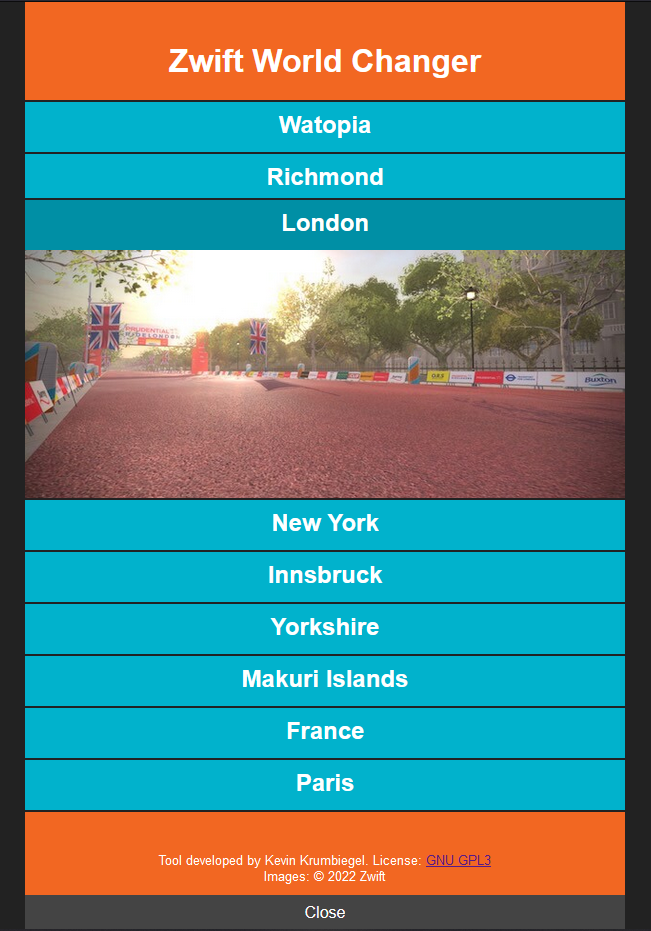 Zwift World Changer
Watopia
Richmond
London
PRUDENTIAL
RIDELONDON
Buxton
New York
Innsbruck
Yorkshire
Makuri Islands
France
Paris
Tool developed by Kevin Krumbiegel. License: GNU GPL3
Images: © 2022 Zwift
Close